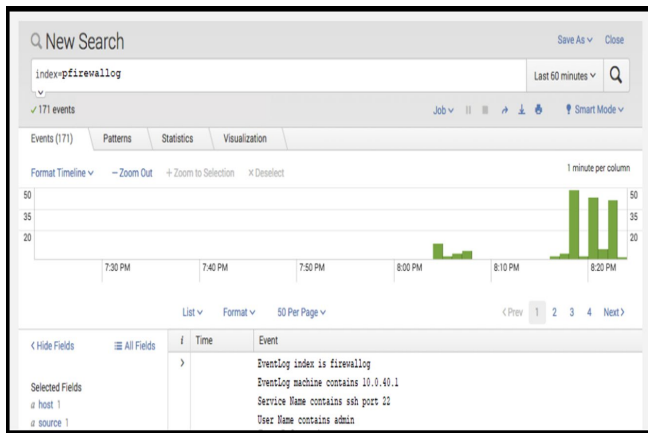 New Search
Save As Close
index=pfirewallog
Last 60 minutes
171 events
Job
Smart Mode
Events (171) Patterns Statistics Visualization
Format Timeline – Zoom Out + Zoom to Selection × Deselect
1 minute per column
50 50
35 35
20 20
7:30 PM 7:40 PM 7:50 PM 8:00 PM 8:10 PM 8:20 PM
List Format 50 Per Page
< Prev 1 2 3 4 Next >
< Hide Fields All Fields
i Time Event
> EventLog index is firewallog
EventLog machine contains 10.0.40.1
Selected Fields
Service Name contains ssh port 22
a host 1
User Name contains admin
a source 1